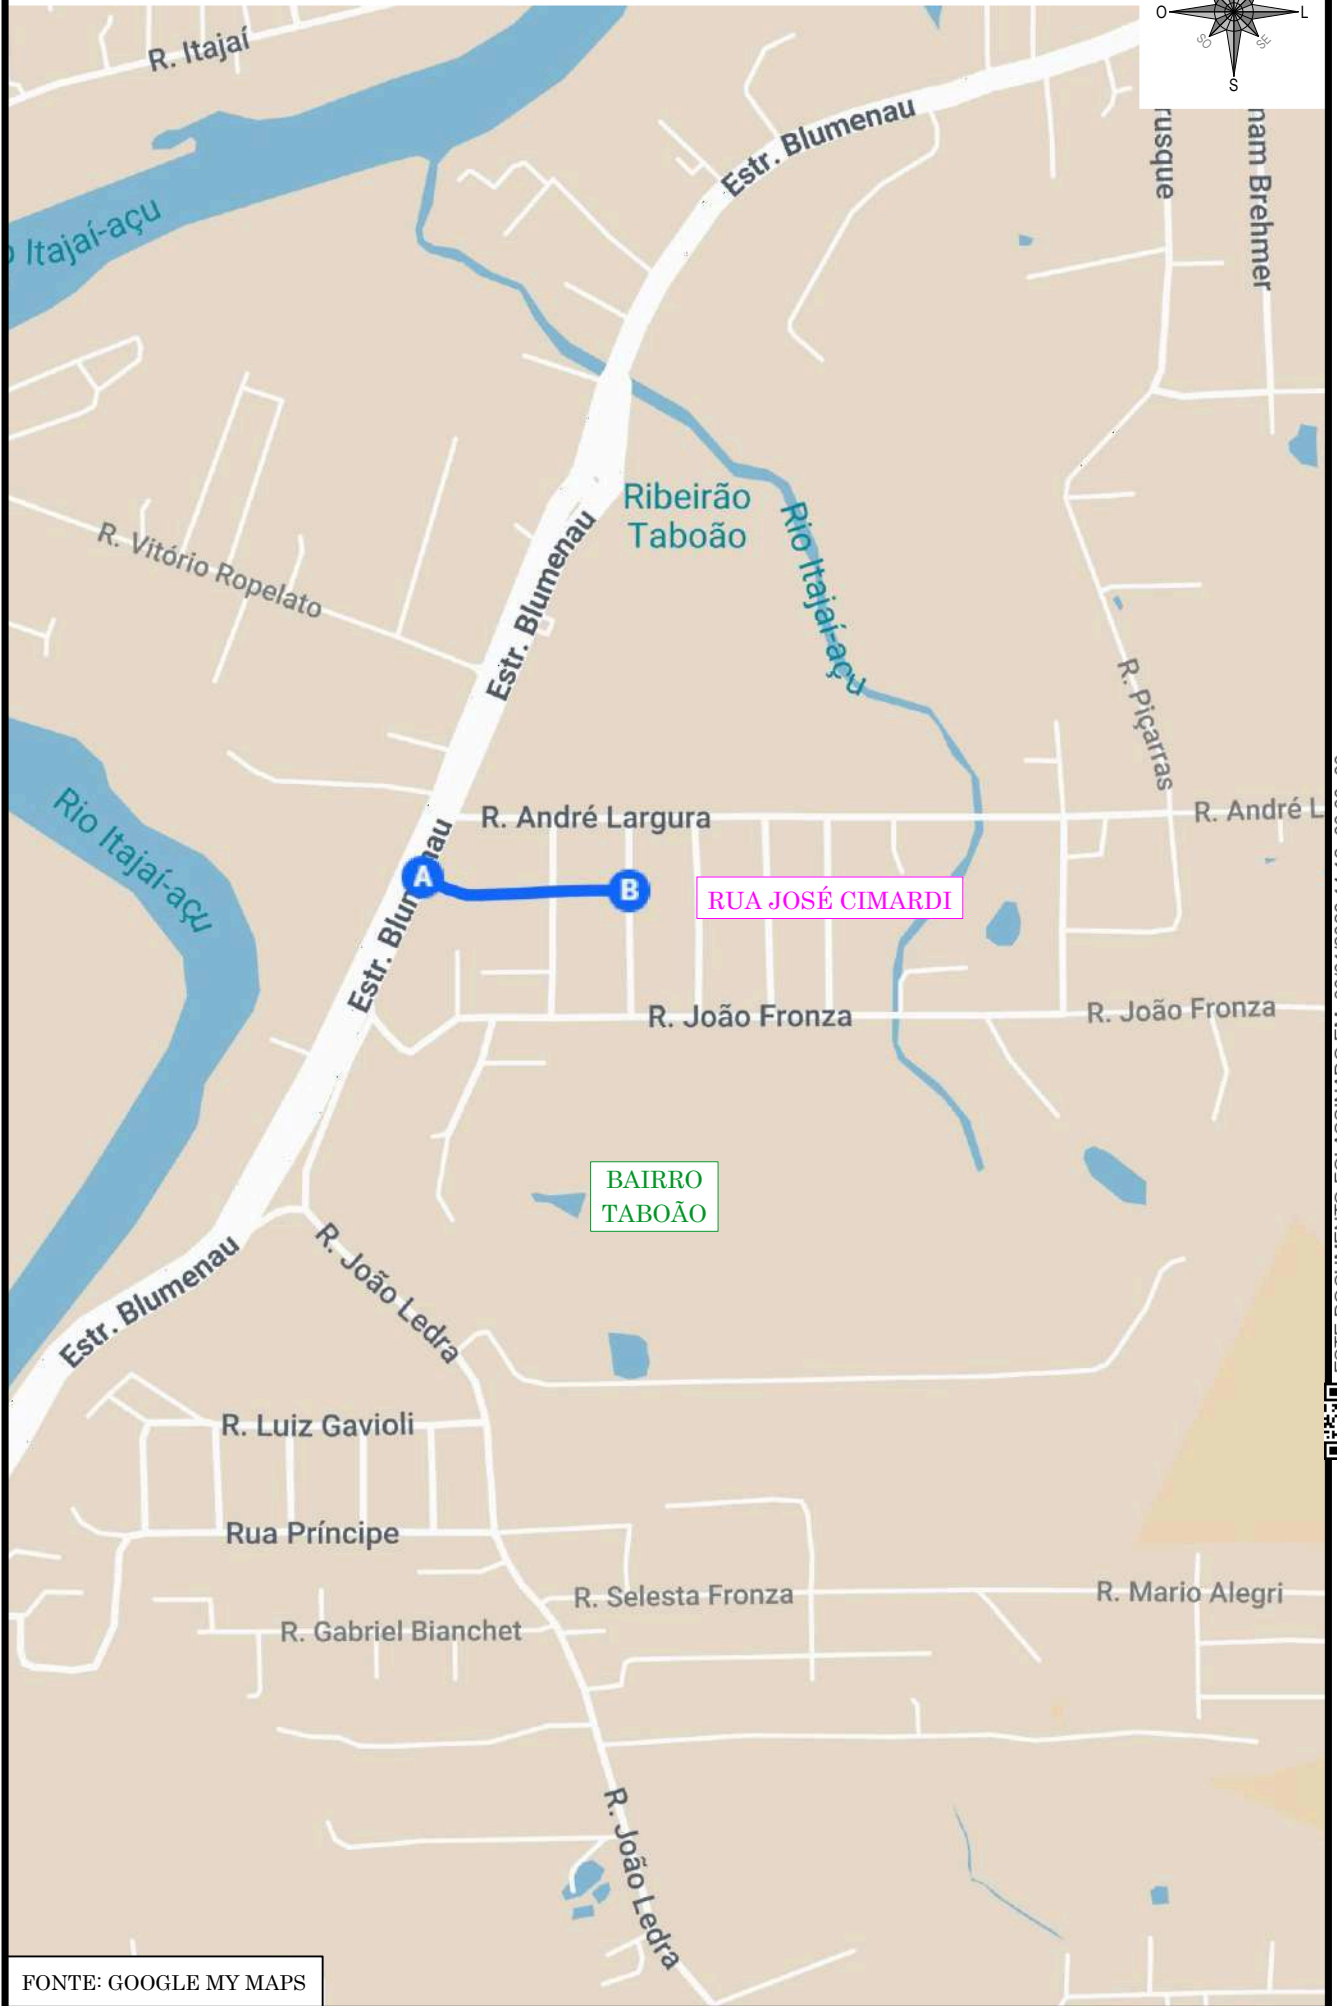 O
L
SO
SE
S
R. Itajaí
Estr. Blumenau
rusque
nam Brehmer
Itajaí-açu
Ribeirão
Taboão
Rio Itajaí-açu
R. Vitório Ropelato
Estr. Blumenau
R. Piçarras
Rio Itajaí-açu
R. André Largura
R. André L
A
B
RUA JOSÉ CIMARDI
Estr. Blumenau
R. João Fronza
R. João Fronza
BAIRRO
TABOÃO
R. João Ledra
Estr. Blumenau
R. Luiz Gavioli
Rua Príncipe
R. Selesta Fronza
R. Mario Alegri
R. Gabriel Bianchet
R. João Ledra
FONTE: GOOGLE MY MAPS